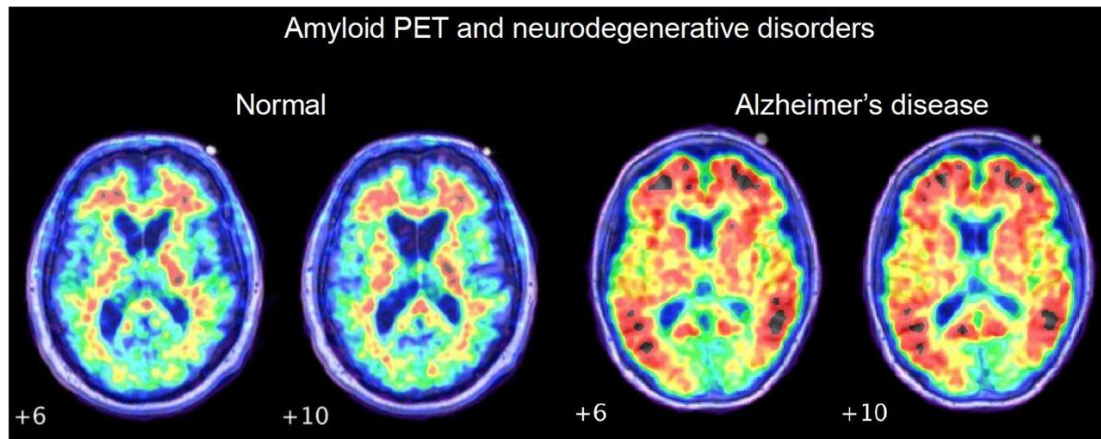 Amyloid PET and neurodegenerative disorders
Normal
Alzheimer's disease
+6
+10
+6
+10